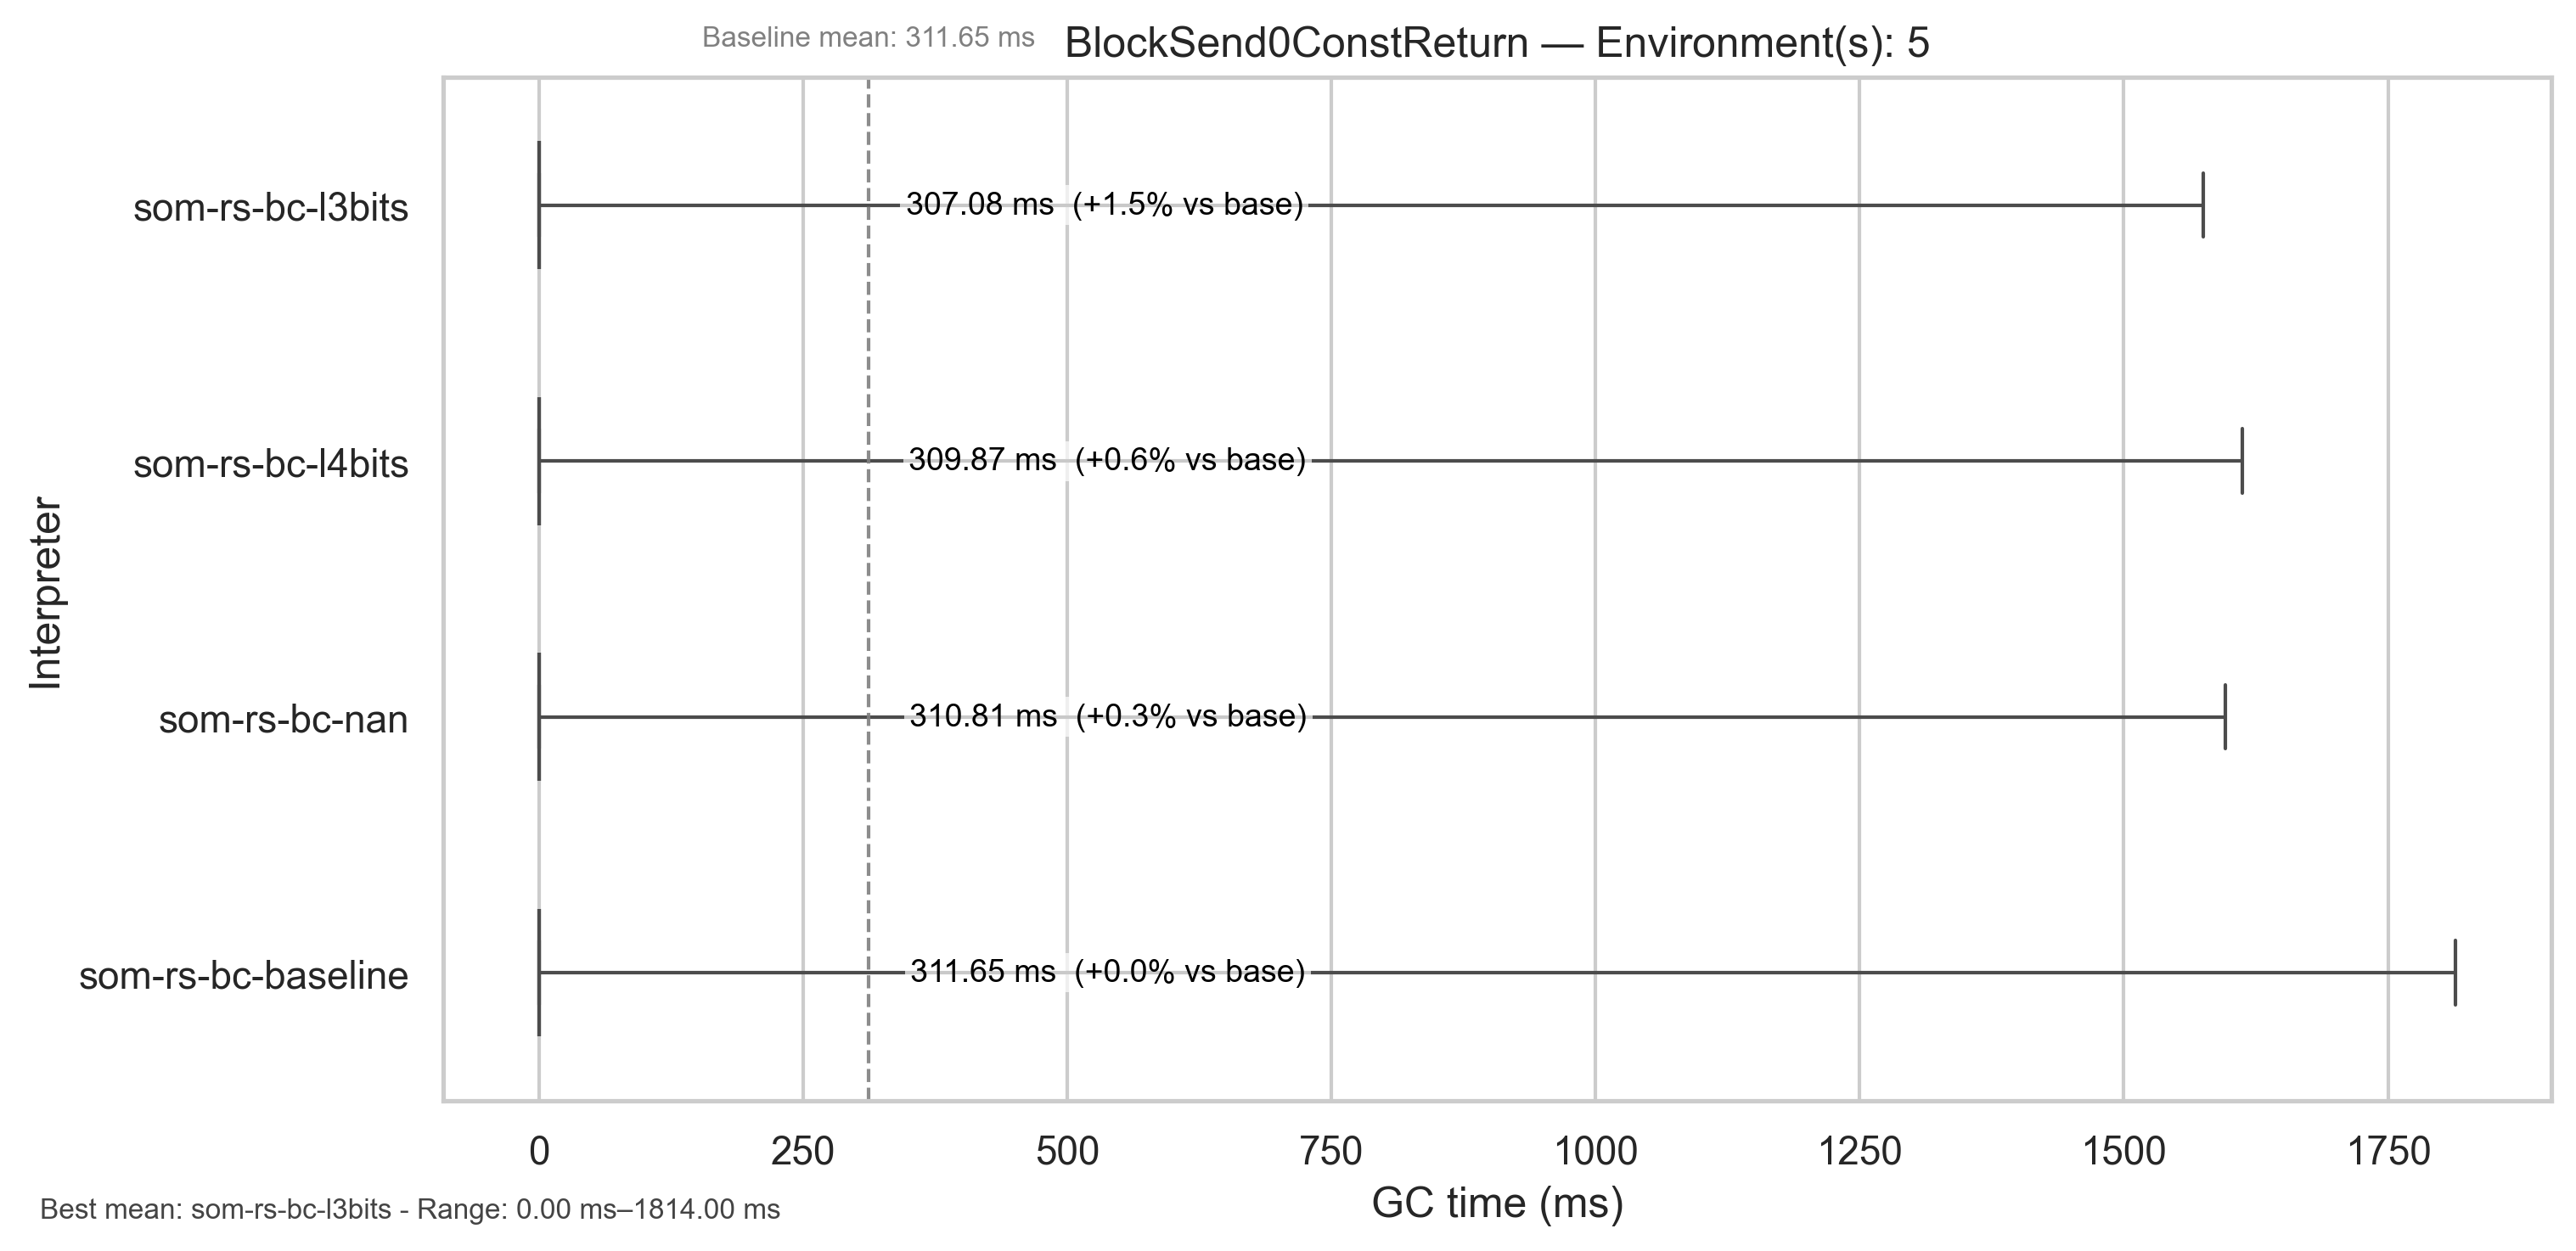 Baseline mean: 311.65 ms
BlockSend0ConstReturn — Environment(s): 5
Interpreter
som-rs-bc-l3bits
307.08 ms  (+1.5% vs base)
som-rs-bc-l4bits
309.87 ms  (+0.6% vs base)
som-rs-bc-nan
310.81 ms  (+0.3% vs base)
som-rs-bc-baseline
311.65 ms  (+0.0% vs base)
0 250 500 750 1000 1250 1500 1750
GC time (ms)
Best mean: som-rs-bc-l3bits - Range: 0.00 ms–1814.00 ms